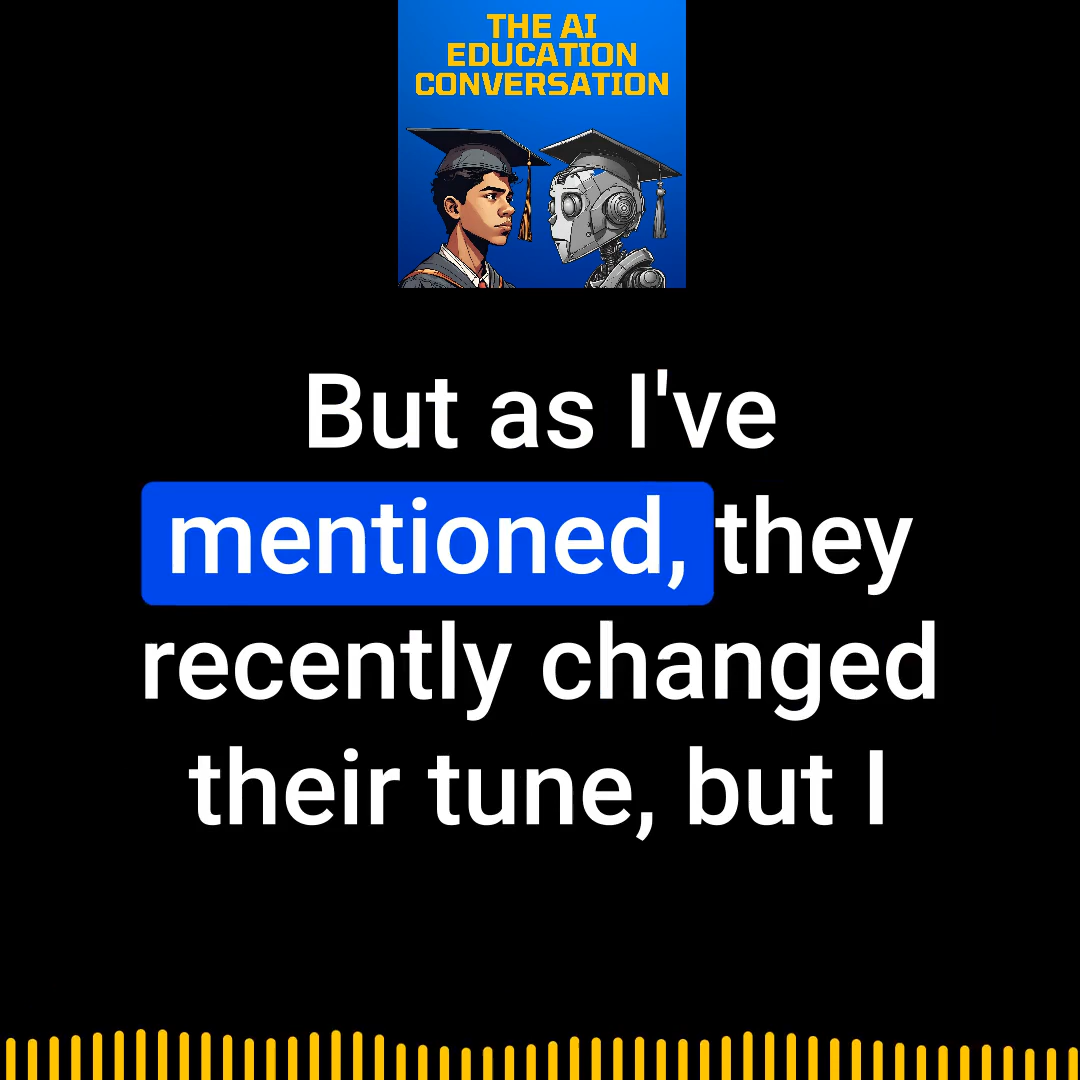 THE AI
EDUCATION
CONVERSATION
But as I've
mentioned, they
recently changed
their tune, but I